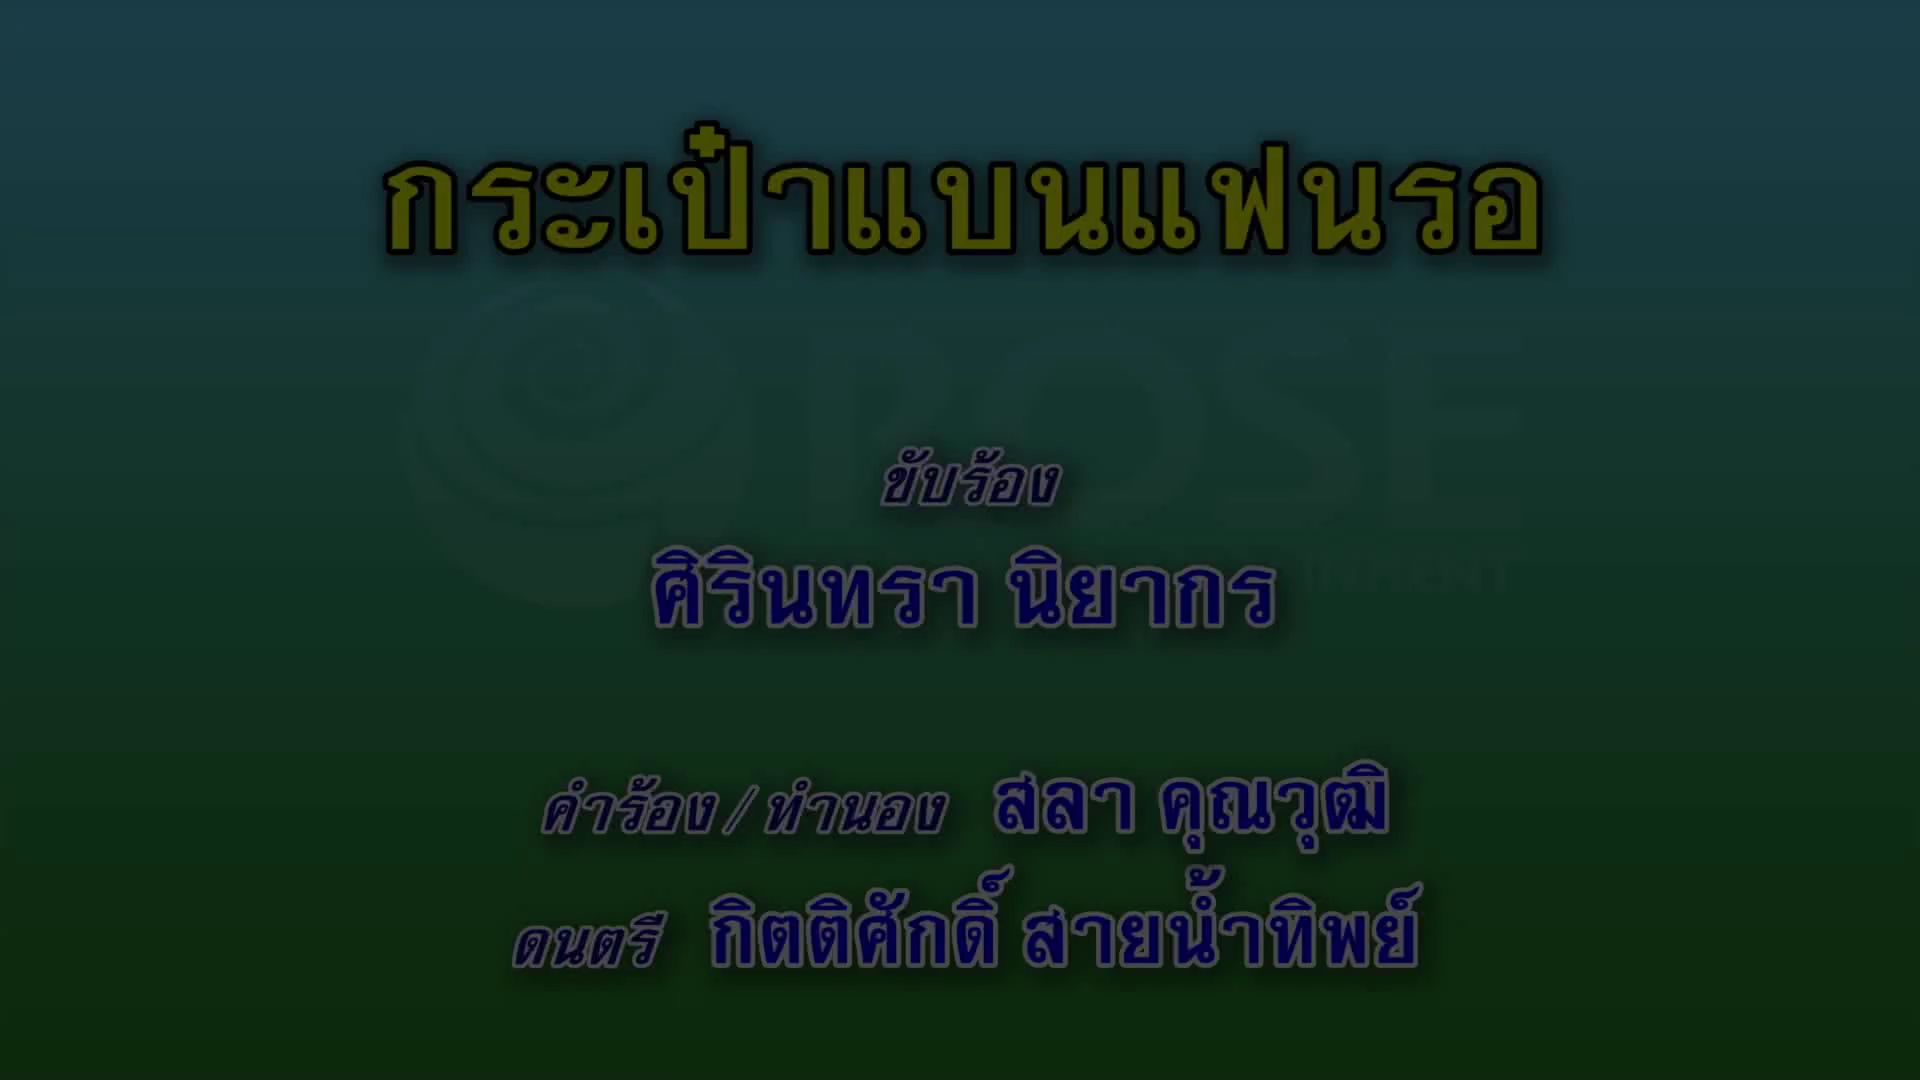 กระเป๋าแบนแฟนรอ
ROSE
ขับร้อง
ศิรินทรา นิยากร
คำร้อง / ทำนอง สลา คุณวุฒิ
ดนตรี กิตติศักดิ์ สายน้ำทิพย์